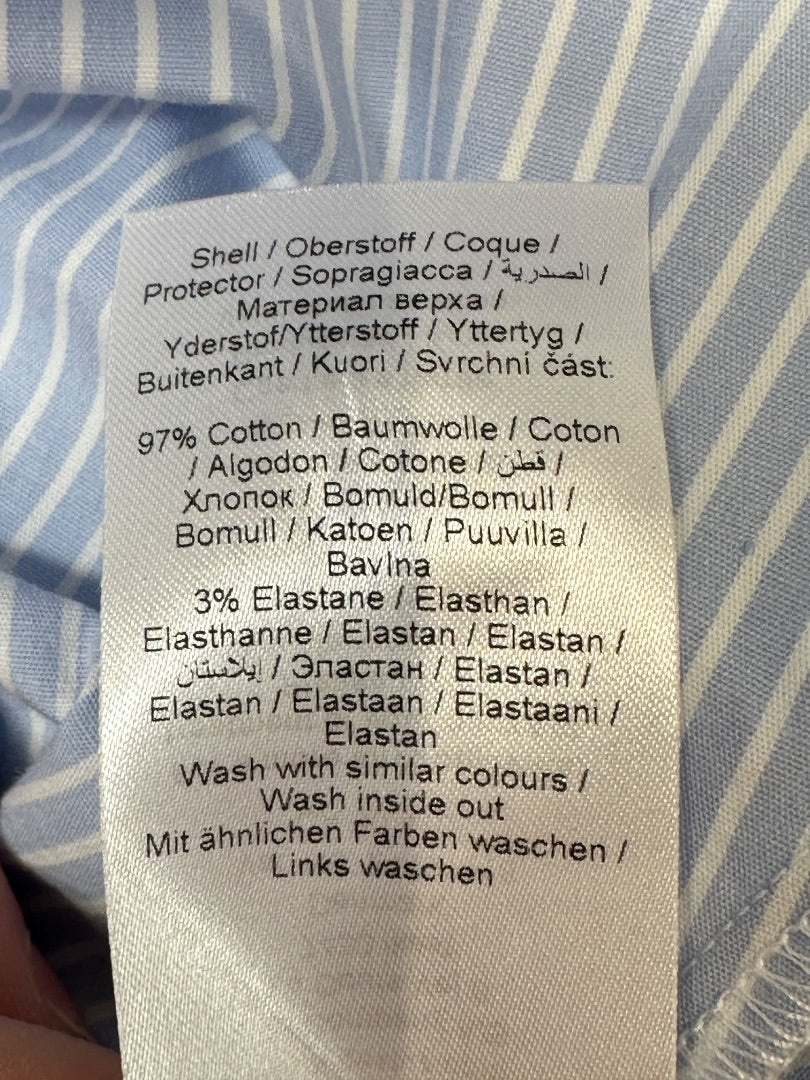 Shell / Oberstoff / Coque /
Protector / Sopragiacca / الصدرية /
Материал верха /
Yderstof/Ytterstoff / Yttertyg /
Buitenkant / Kuori / Svrchní část:
97% Cotton / Baumwolle / Coton
/ Algodon / Cotone / قطن /
Хлопок / Bomuld/Bomull /
Bomull / Katoen / Puuvilla /
Bavlna
3% Elastane / Elasthan /
Elasthanne / Elastan / Elastan /
إيلاستان / Эластан / Elastan /
Elastan / Elastaan / Elastaani /
Elastan
Wash with similar colours /
Wash inside out
Mit ähnlichen Farben waschen /
Links waschen